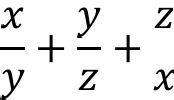 x/y + y/z + z/x